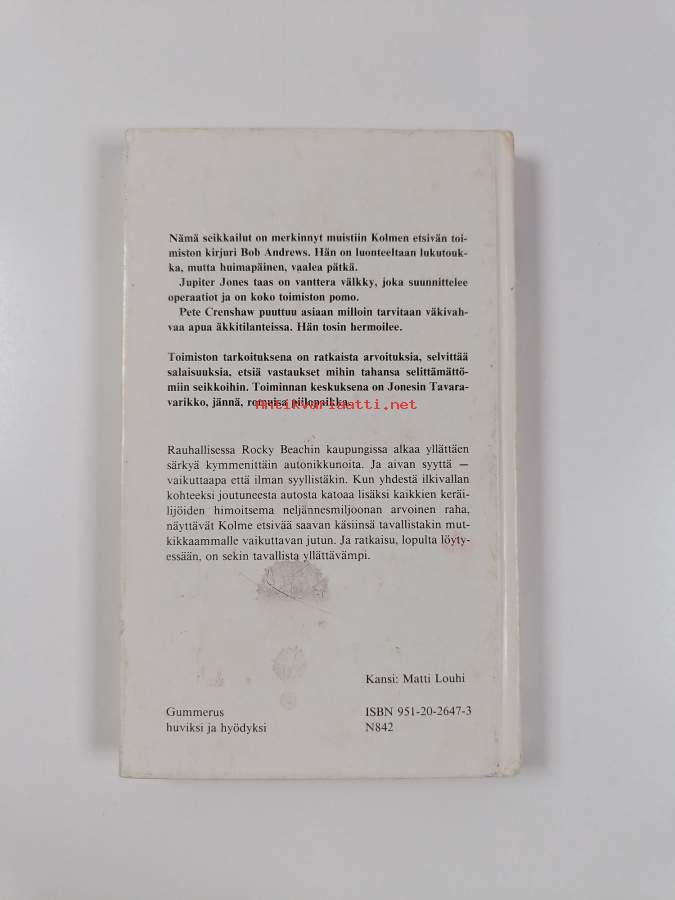 Nämä seikkailut on merkinnyt muistiin Kolmen etsivän toi-
miston kirjuri Bob Andrews. Hän on luonteeltaan lukutouk-
ka, mutta huimapäinen, vaalea pätkä.
Jupiter Jones taas on vanttera välkky, joka suunnittelee
operaatiot ja on koko toimiston pomo.
Pete Crenshaw puuttuu asiaan milloin tarvitaan väkivah-
vaa apua äkkitilanteissa. Hän tosin hermoilee.
Toimiston tarkoituksena on ratkaista arvoituksia, selvittää
salaisuuksia, etsiä vastaukset mihin tahansa selittämättö-
miin seikkoihin. Toiminnan keskuksena on Jonesin Tavara-
varikko, jännä, romuisa piilopaikka.
Antikvariaatti.net
Rauhallisessa Rocky Beachin kaupungissa alkaa yllättäen
särkyä kymmenittäin autonikkunoita. Ja aivan syyttä —
vaikuttaapa että ilman syyllistäkin. Kun yhdestä ilkivallan
kohteeksi joutuneesta autosta katoaa lisäksi kaikkien keräi-
lijöiden himoitsema neljännesmiljoonan arvoinen raha,
näyttävät Kolme etsivää saavan käsiinsä tavallistakin mut-
kikkaammalle vaikuttavan jutun. Ja ratkaisu, lopulta löyty-
essään, on sekin tavallista yllättävämpi.
Kansi: Matti Louhi
Gummerus
huviksi ja hyödyksi
ISBN 951-20-2647-3
N842